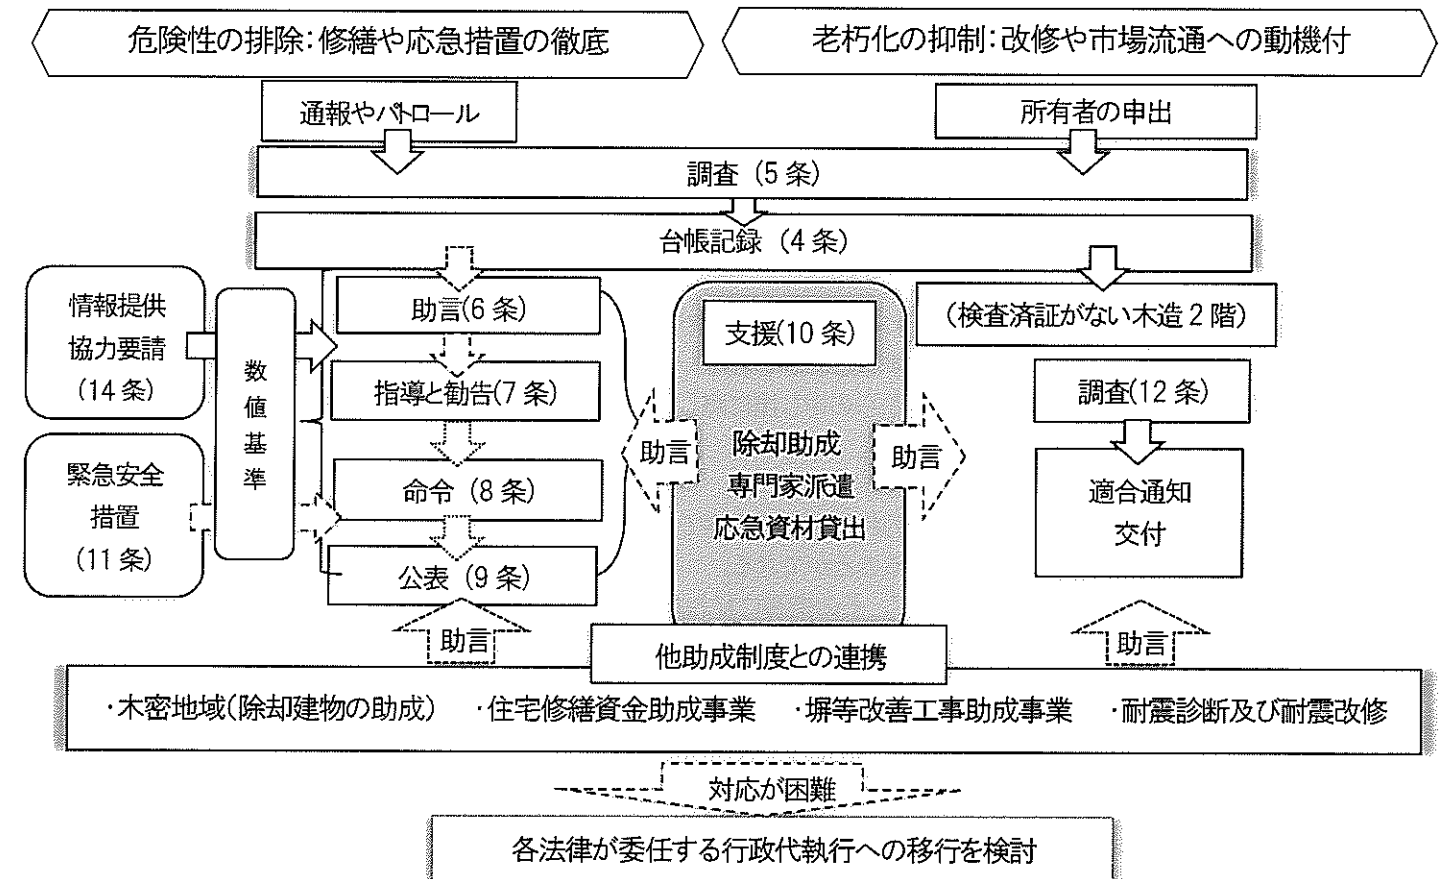 危険性の排除：修繕や応急措置の徹底
老朽化の抑制：改修や市場流通への動機付
通報やパトロール
所有者の申出
調査（5 条）
台帳記録（4 条）
情報提供
協力要請
(14 条)
緊急安全
措置
(11 条)
数
値
基
準
助言(6 条)
指導と勧告(7 条)
命令（8 条）
公表（9 条）
助言
支援(10 条)
除却助成
専門家派遣
応急資材貸出
助言
（検査済証がない木造 2 階）
調査(12 条)
適合通知
交付
助言
助言
他助成制度との連携
・木密地域(除却建物の助成)　・住宅修繕資金助成事業　・塀等改善工事助成事業　・耐震診断及び耐震改修
対応が困難
各法律が委任する行政代執行への移行を検討